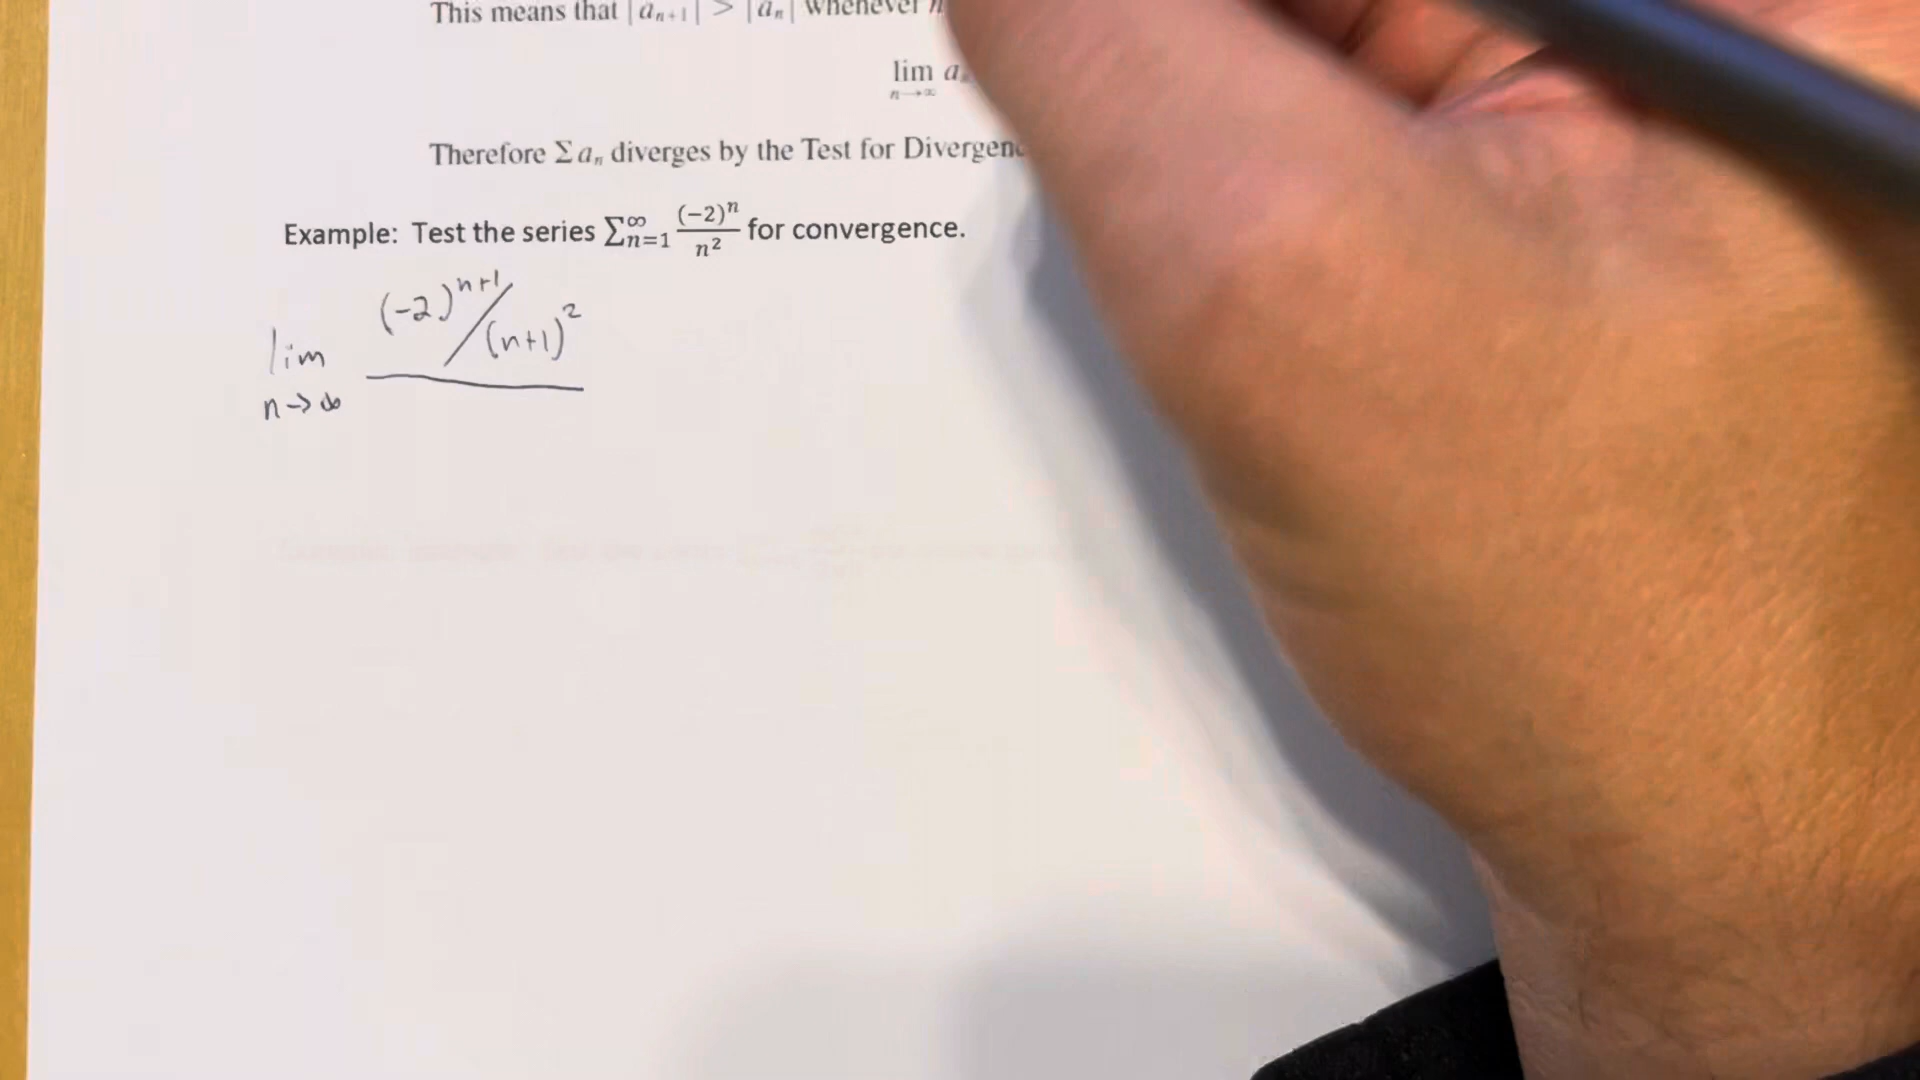 This means that |aₙ₊₁| > |aₙ| whenever n
lim a
n→∞
Therefore Σaₙ diverges by the Test for Divergenc
Example: Test the series ∑ₙ₌₁^∞ (−2)ⁿ/n² for convergence.
lim (-2)ⁿ⁺¹/(n+1)²
n→∞